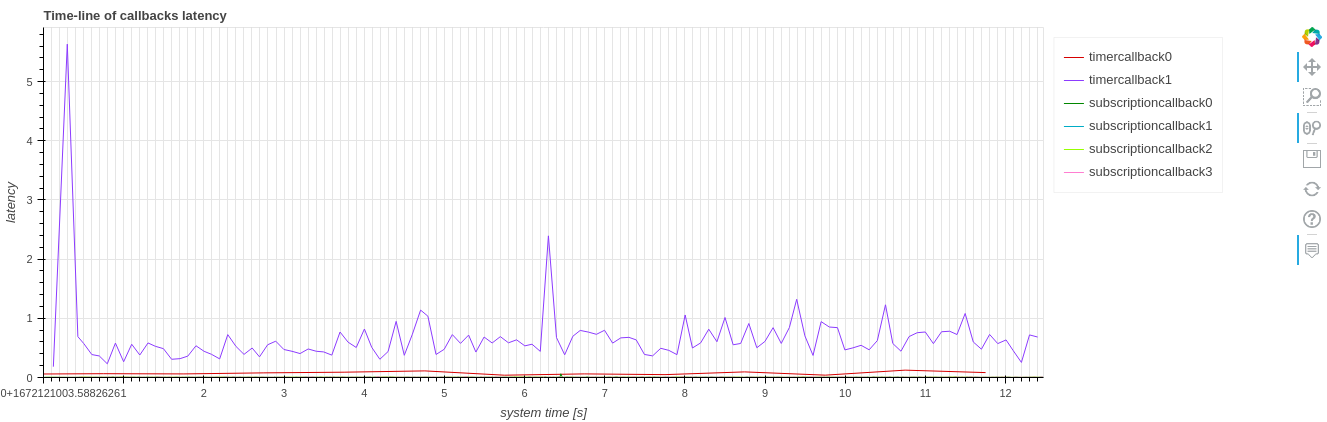 Time-line of callbacks latency
timercallback0
timercallback1
subscriptioncallback0
subscriptioncallback1
subscriptioncallback2
subscriptioncallback3
latency
5
4
3
2
1
0
0+1672121003.58826261 2 3 4 5 6 7 8 9 10 11 12
system time [s]